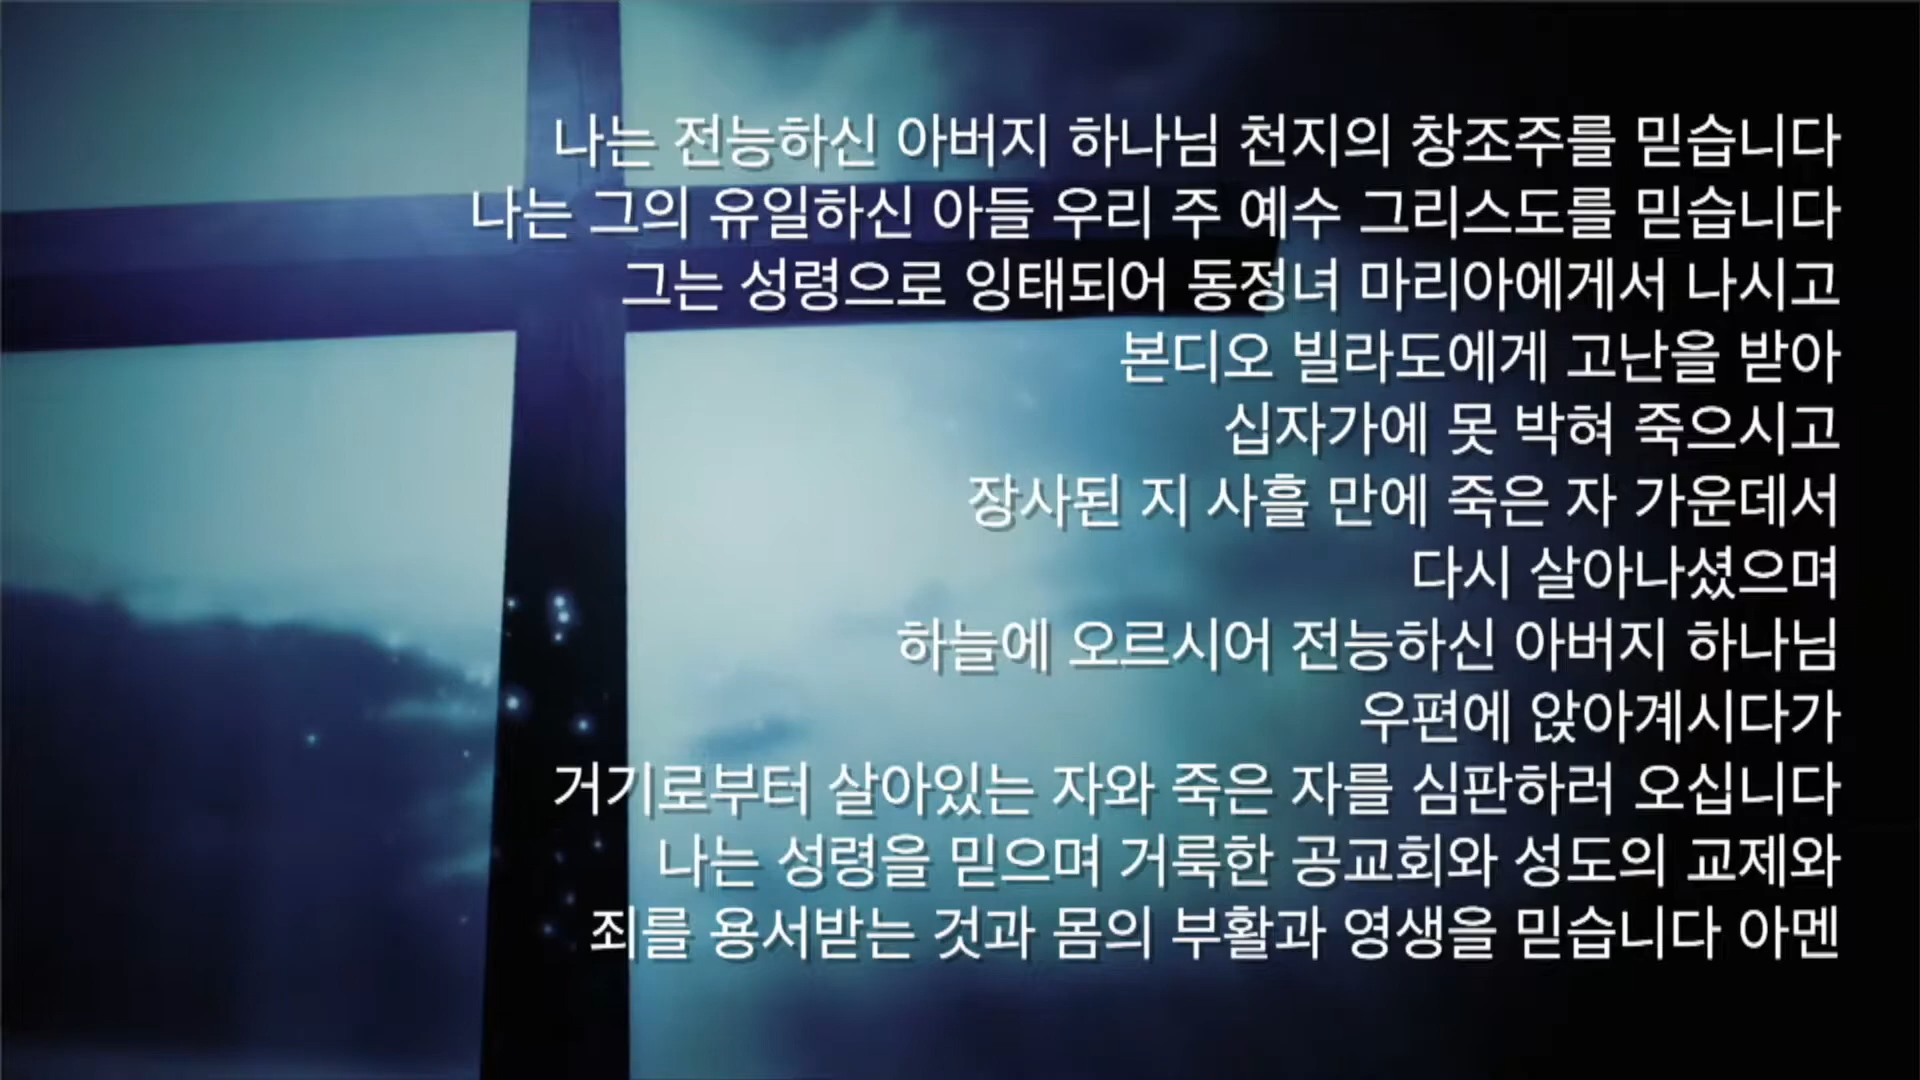 나는 전능하신 아버지 하나님 천지의 창조주를 믿습니다
나는 그의 유일하신 아들 우리 주 예수 그리스도를 믿습니다
그는 성령으로 잉태되어 동정녀 마리아에게서 나시고
본디오 빌라도에게 고난을 받아
십자가에 못 박혀 죽으시고
장사된 지 사흘 만에 죽은 자 가운데서
다시 살아나셨으며
하늘에 오르시어 전능하신 아버지 하나님
우편에 앉아계시다가
거기로부터 살아있는 자와 죽은 자를 심판하러 오십니다
나는 성령을 믿으며 거룩한 공교회와 성도의 교제와
죄를 용서받는 것과 몸의 부활과 영생을 믿습니다 아멘